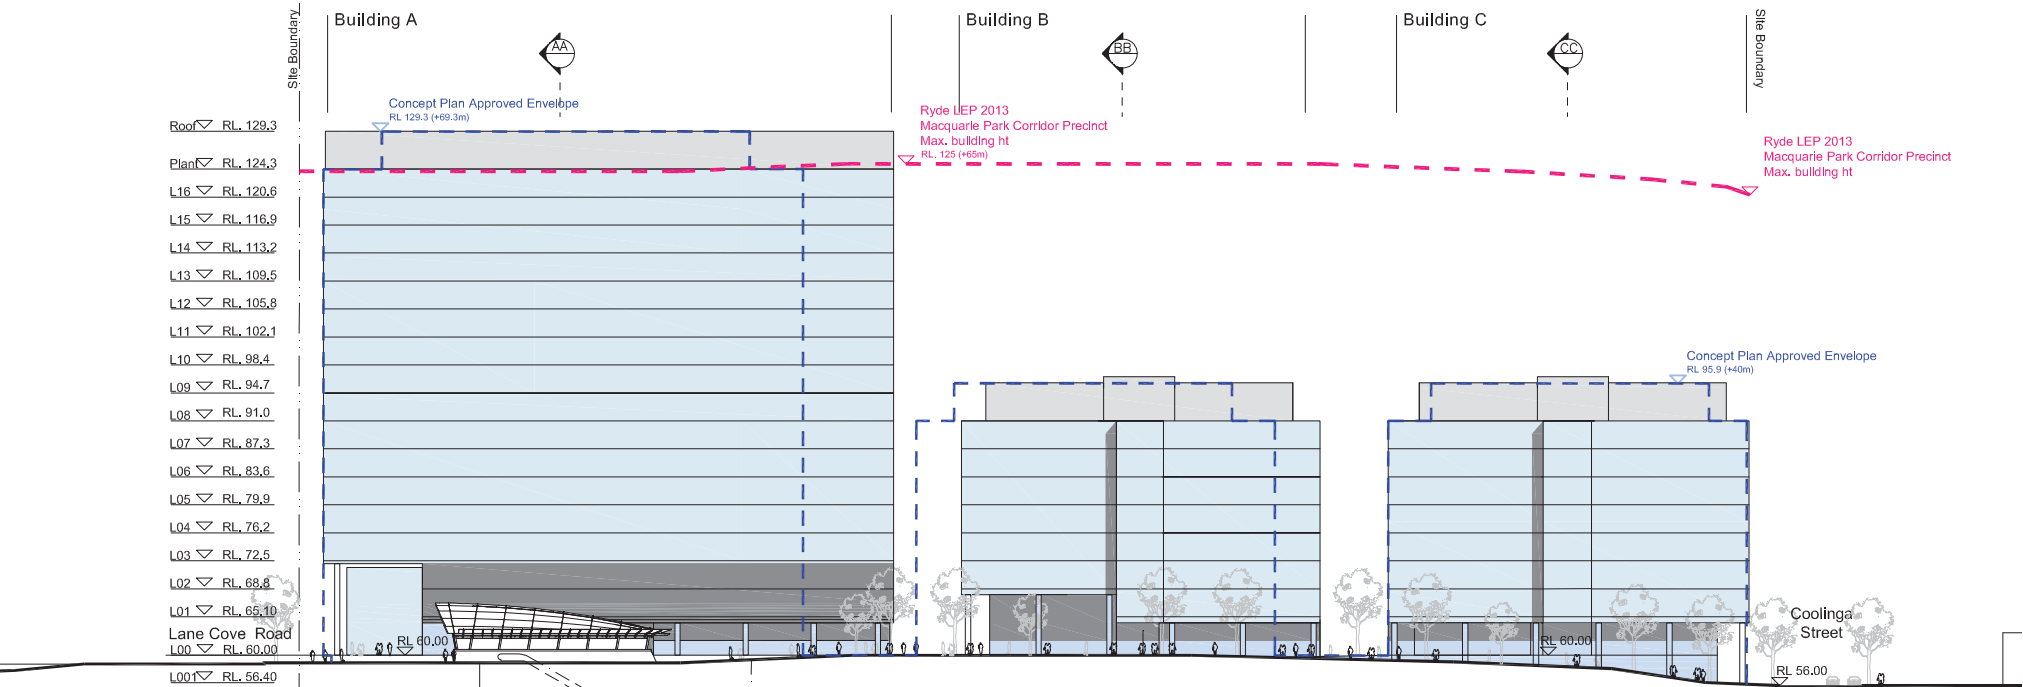 Building A
Building B
Building C
Site Boundary
Site Boundary
AA
BB
CC
Concept Plan Approved Envelope
RL 129.3 (+69.3m)
Ryde LEP 2013
Macquarie Park Corridor Precinct
Max. building ht
RL. 125 (+65m)
Ryde LEP 2013
Macquarie Park Corridor Precinct
Max. building ht
Roof RL. 129.3
Plant RL. 124.3
L16 RL. 120.6
L15 RL. 116.9
L14 RL. 113.2
L13 RL. 109.5
L12 RL. 105.8
L11 RL. 102.1
L10 RL. 98.4
L09 RL. 94.7
L08 RL. 91.0
L07 RL. 87.3
L06 RL. 83.6
L05 RL. 79.9
L04 RL. 76.2
L03 RL. 72.5
L02 RL. 68.8
L01 RL. 65.10
Lane Cove Road
L00 RL. 60.00
L001 RL. 56.40
Concept Plan Approved Envelope
RL 95.9 (+40m)
RL 60.00
RL 60.00
Coolinga
Street
RL 56.00